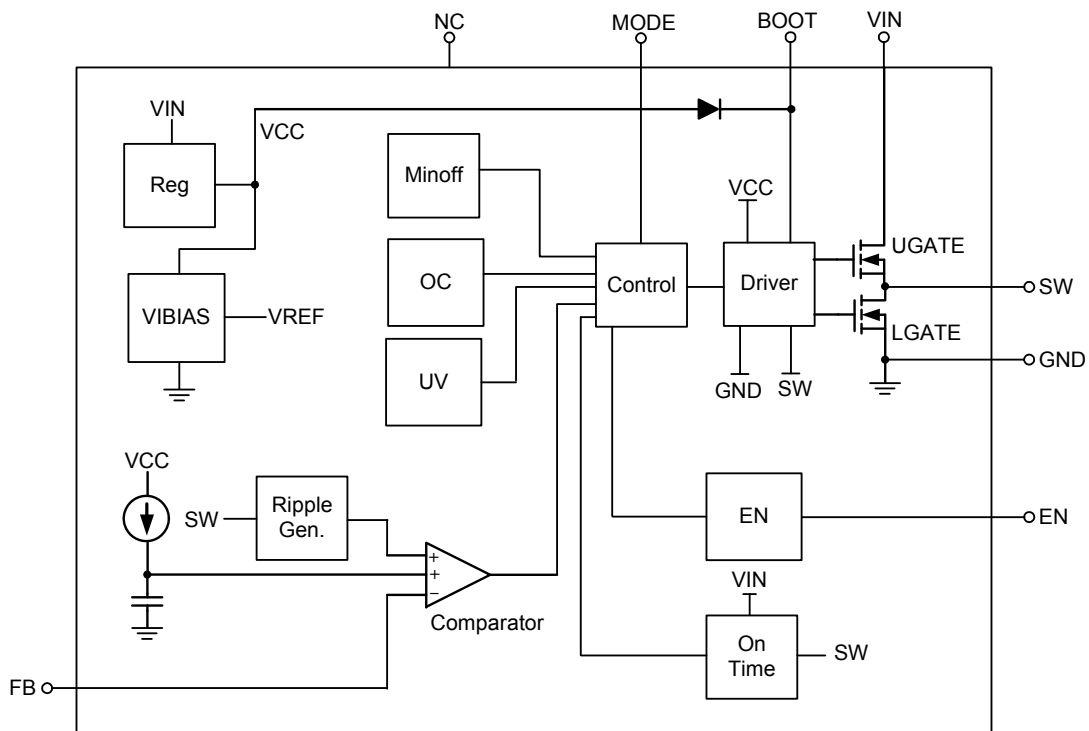 NC
MODE
BOOT
VIN
VIN
VCC
Reg
Minoff
VCC
UGATE
OC
Control
Driver
SW
VIBIAS
VREF
LGATE
UV
GND
SW
GND
VCC
SW
Ripple
Gen.
EN
EN
+
+
−
Comparator
VIN
On
Time
SW
FB